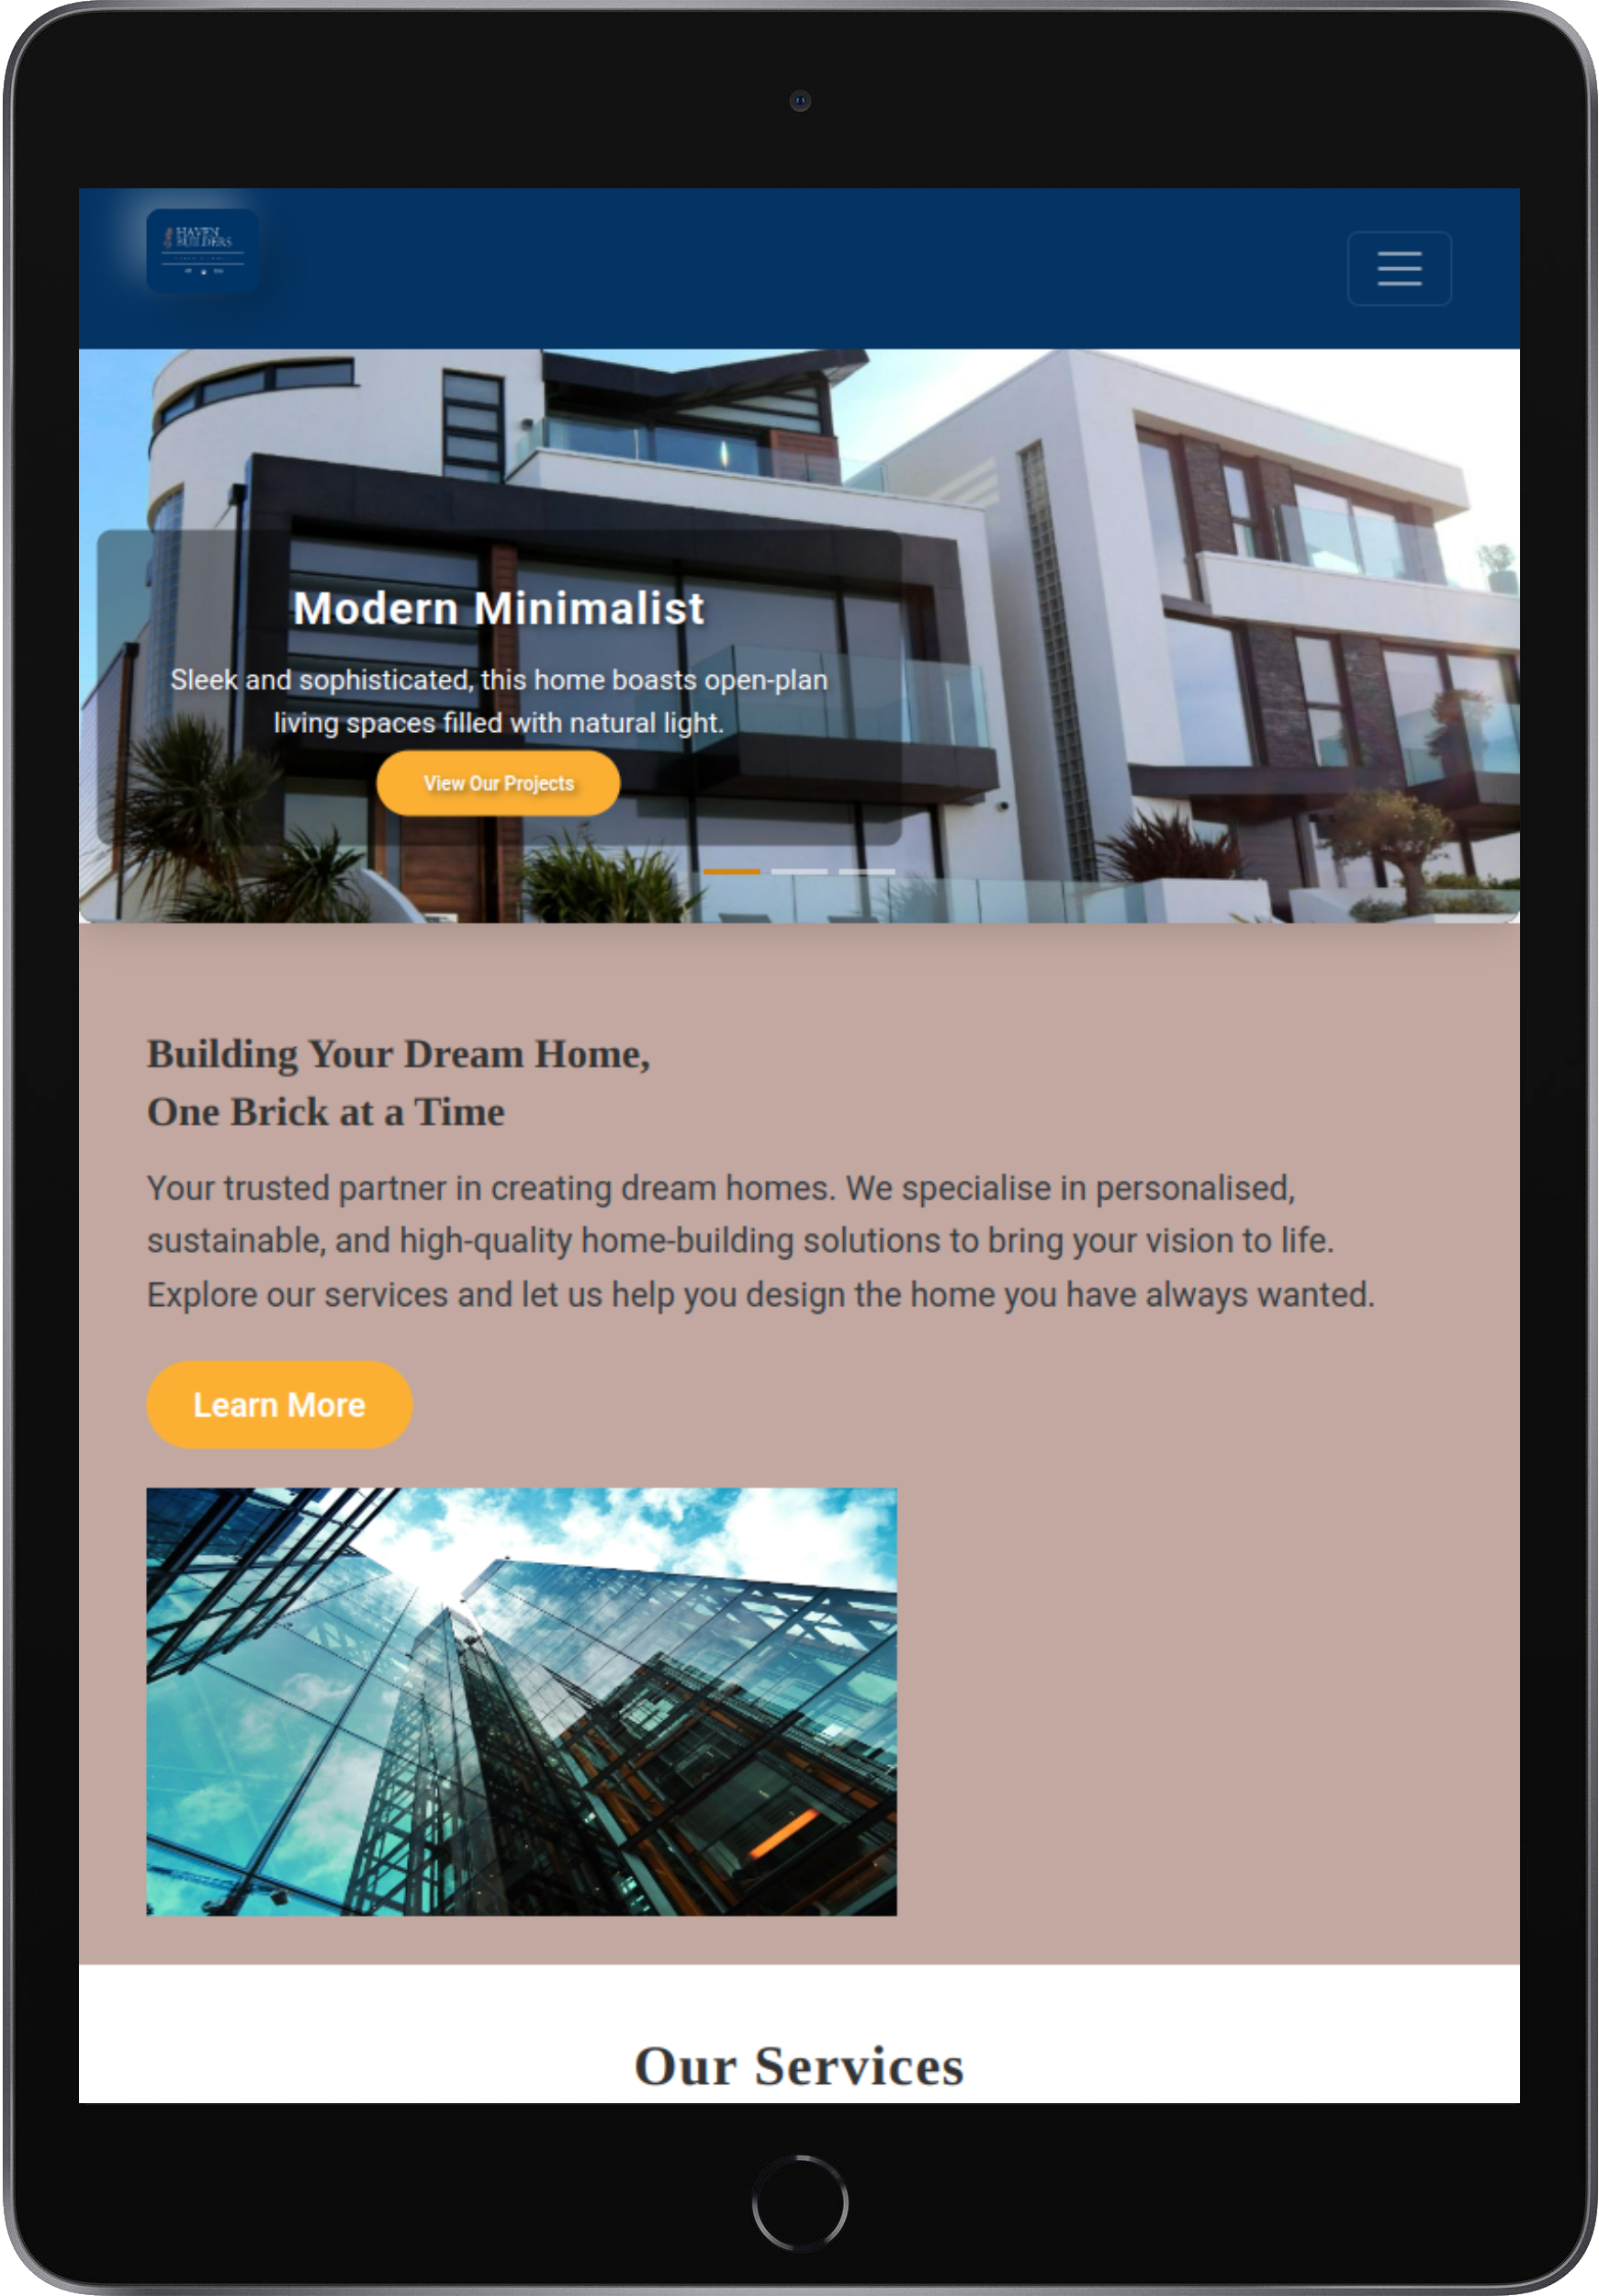 HAVEN
BUILDERS
Modern Minimalist
Sleek and sophisticated, this home boasts open-plan
living spaces filled with natural light.
View Our Projects
Building Your Dream Home,
One Brick at a Time
Your trusted partner in creating dream homes. We specialise in personalised,
sustainable, and high-quality home-building solutions to bring your vision to life.
Explore our services and let us help you design the home you have always wanted.
Learn More
Our Services